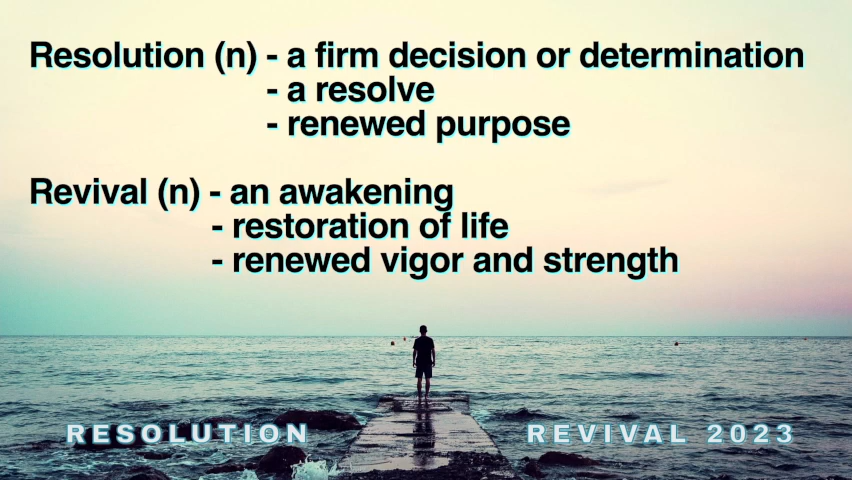 Resolution (n) - a firm decision or determination
- a resolve
- renewed purpose
Revival (n) - an awakening
- restoration of life
- renewed vigor and strength
RESOLUTION REVIVAL 2023